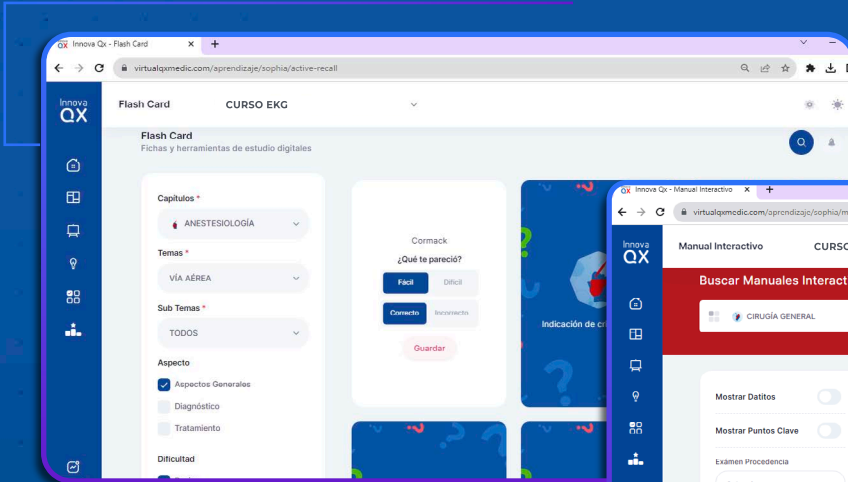 Innova Qx - Flash Card
virtualqxmedic.com/aprendizaje/sophia/active-recall
Innova
QX
Flash Card
CURSO EKG
Flash Card
Fichas y herramientas de estudio digitales
Capítulos *
ANESTESIOLOGÍA
Temas *
VÍA AÉREA
Sub Temas *
TODOS
Aspecto
Aspectos Generales
Diagnóstico
Tratamiento
Dificultad
Cormack
¿Qué te pareció?
Fácil
Difícil
Correcto
Incorrecto
Guardar
Indicación de
Innova Qx - Manual Interactivo
virtualqxmedic.com/aprendizaje/sophia/m
Innova
QX
Manual Interactivo
CURSO
Buscar Manuales Interact
CIRUGÍA GENERAL
Mostrar Datitos
Mostrar Puntos Clave
Examen Procedencia